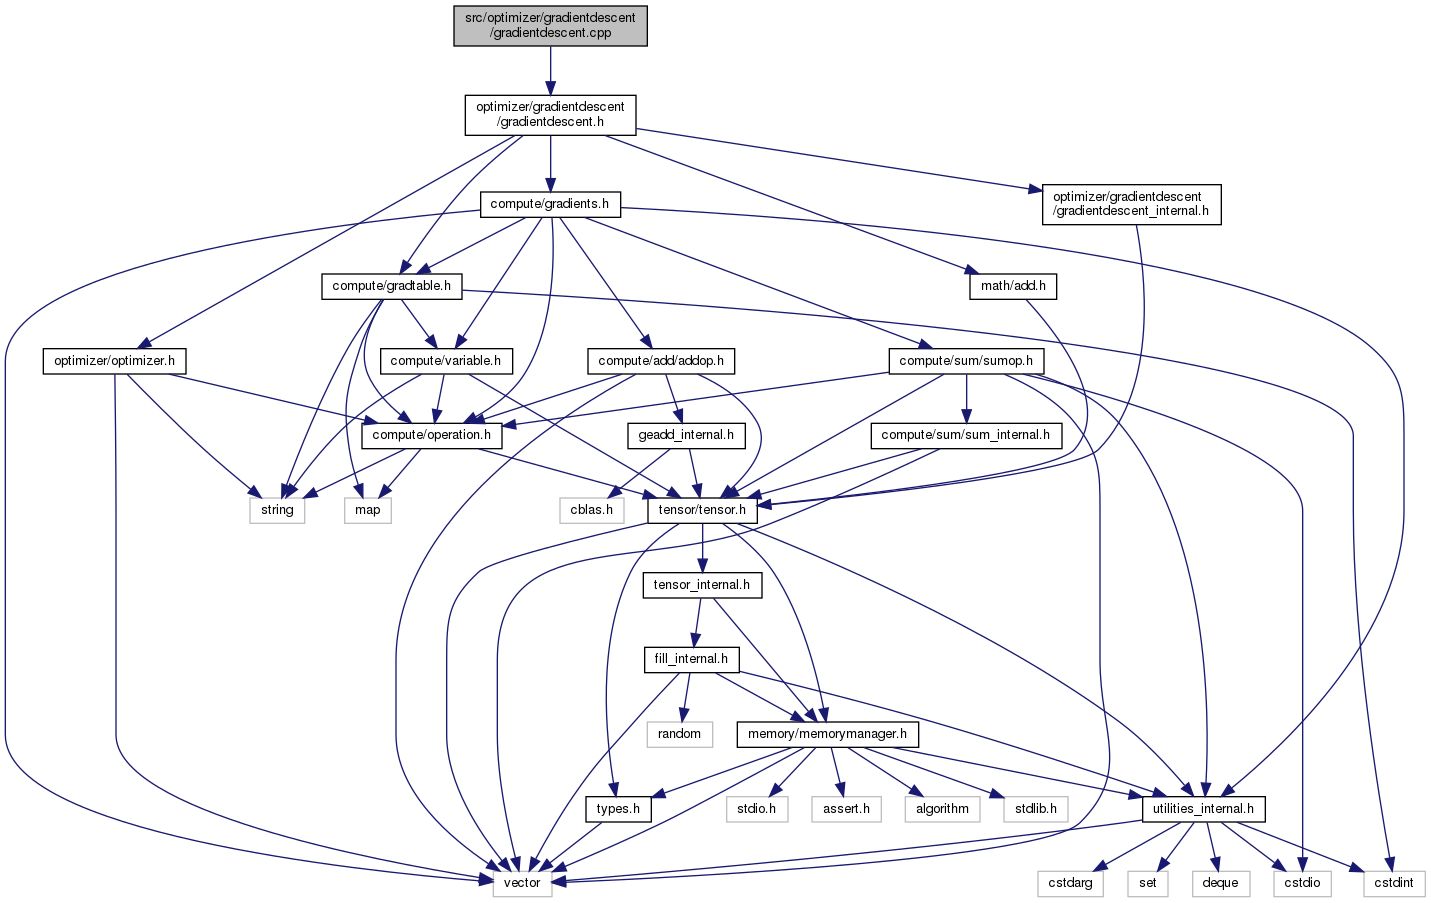 src/optimizer/gradientdescent
/gradientdescent.cpp
optimizer/gradientdescent
/gradientdescent.h
compute/gradients.h
optimizer/gradientdescent
/gradientdescent_internal.h
compute/gradtable.h
math/add.h
optimizer/optimizer.h
compute/variable.h
compute/add/addop.h
compute/sum/sumop.h
compute/operation.h
geadd_internal.h
compute/sum/sum_internal.h
string
map
cblas.h
tensor/tensor.h
tensor_internal.h
fill_internal.h
random
memory/memorymanager.h
types.h
stdio.h
assert.h
algorithm
stdlib.h
utilities_internal.h
vector
cstdarg
set
deque
cstdio
cstdint